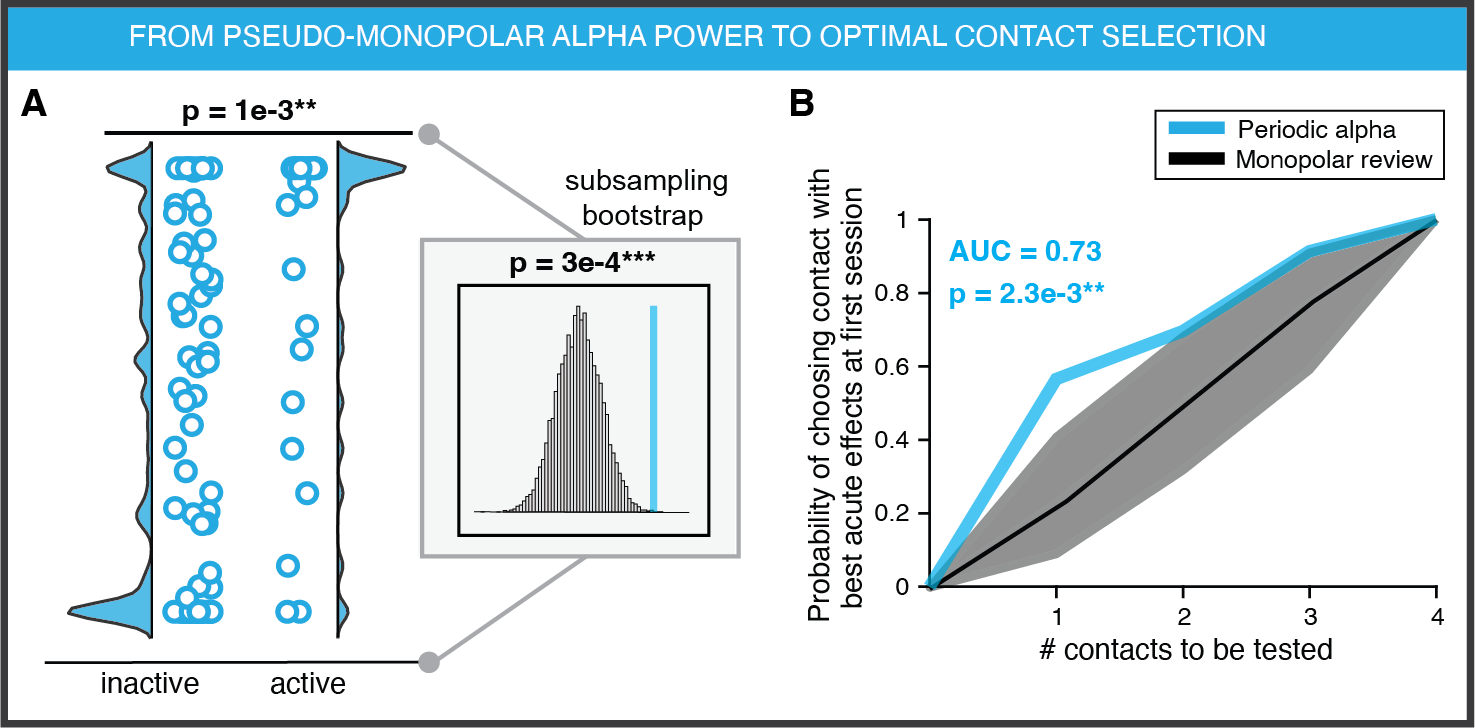 FROM PSEUDO-MONOPOLAR ALPHA POWER TO OPTIMAL CONTACT SELECTION
A
p = 1e-3**
inactive
active
subsampling
bootstrap
p = 3e-4***
B
Periodic alpha
Monopolar review
Probability of choosing contact with
best acute effects at first session
AUC = 0.73
p = 2.3e-3**
1
0.8
0.6
0.4
0.2
0
1
2
3
4
# contacts to be tested